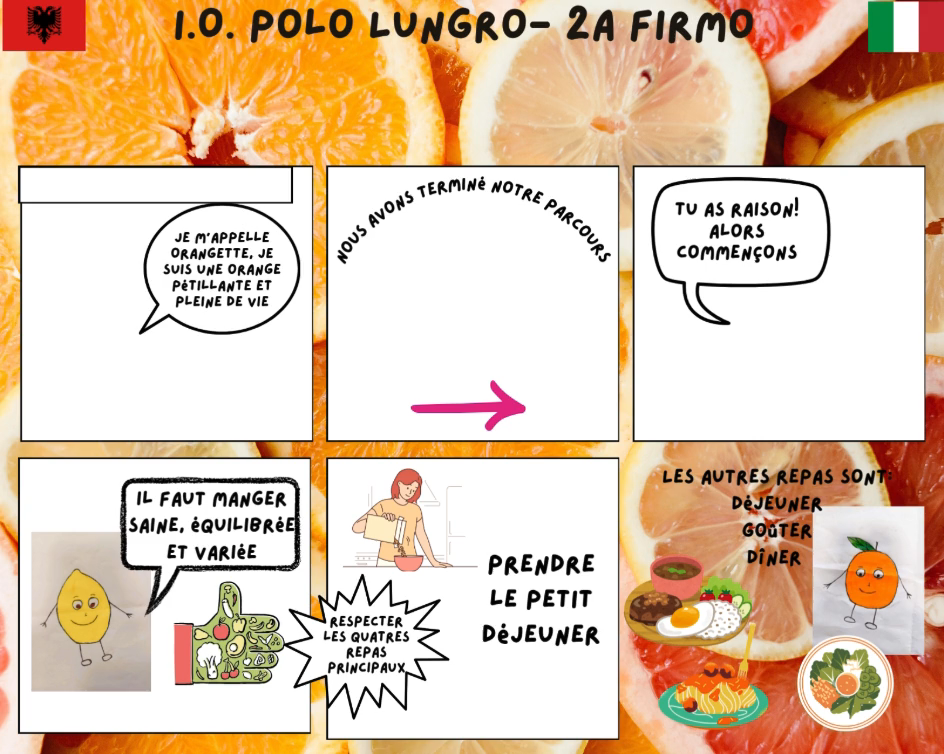 I.O. POLO LUNGRO- 2A FIRMO
JE M'APPELLE
ORANGETTE, JE
SUIS UNE ORANGE
PÉTILLANTE ET
PLEINE DE VIE
NOUS AVONS TERMINÉ NOTRE PARCOURS
TU AS RAISON!
ALORS
COMMENÇONS
IL FAUT MANGER
SAINE, ÉQUILIBRÉE
ET VARIÉE
RESPECTER
LES QUATRES
REPAS
PRINCIPAUX
PRENDRE
LE PETIT
DÉJEUNER
LES AUTRES REPAS SONT:
DÉJEUNER
GOÛTER
DÎNER